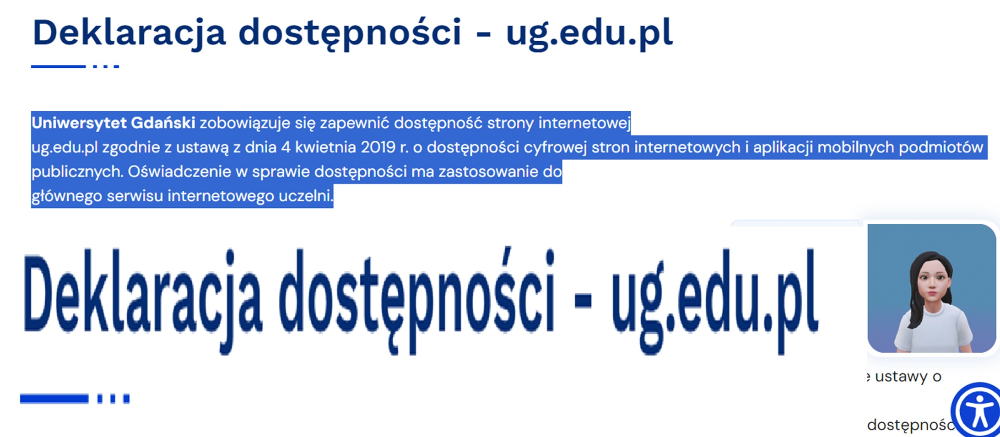 Deklaracja dostępności - ug.edu.pl
Uniwersytet Gdański zobowiązuje się zapewnić dostępność strony internetowej
ug.edu.pl zgodnie z ustawą z dnia 4 kwietnia 2019 r. o dostępności cyfrowej stron internetowych i aplikacji mobilnych podmiotów
publicznych. Oświadczenie w sprawie dostępności ma zastosowanie do
głównego serwisu internetowego uczelni.
Deklaracja dostępności - ug.edu.pl
ustawy o